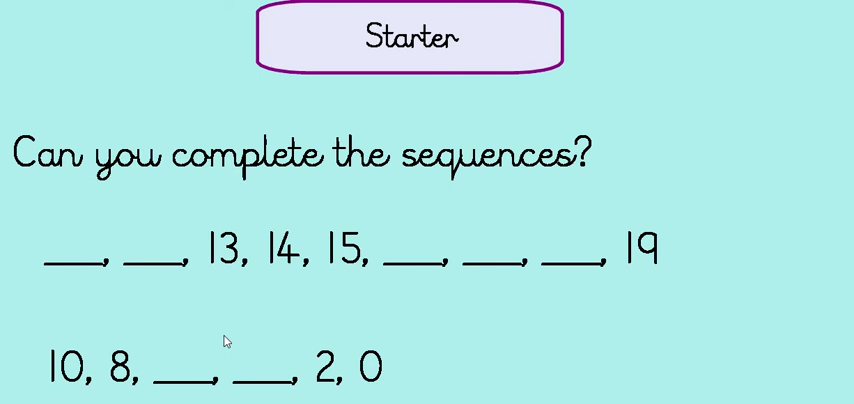 Starter
Can you complete the sequences?
___, ___, 13, 14, 15, ___, ___, ___, 19
10, 8, ___, ___, 2, 0